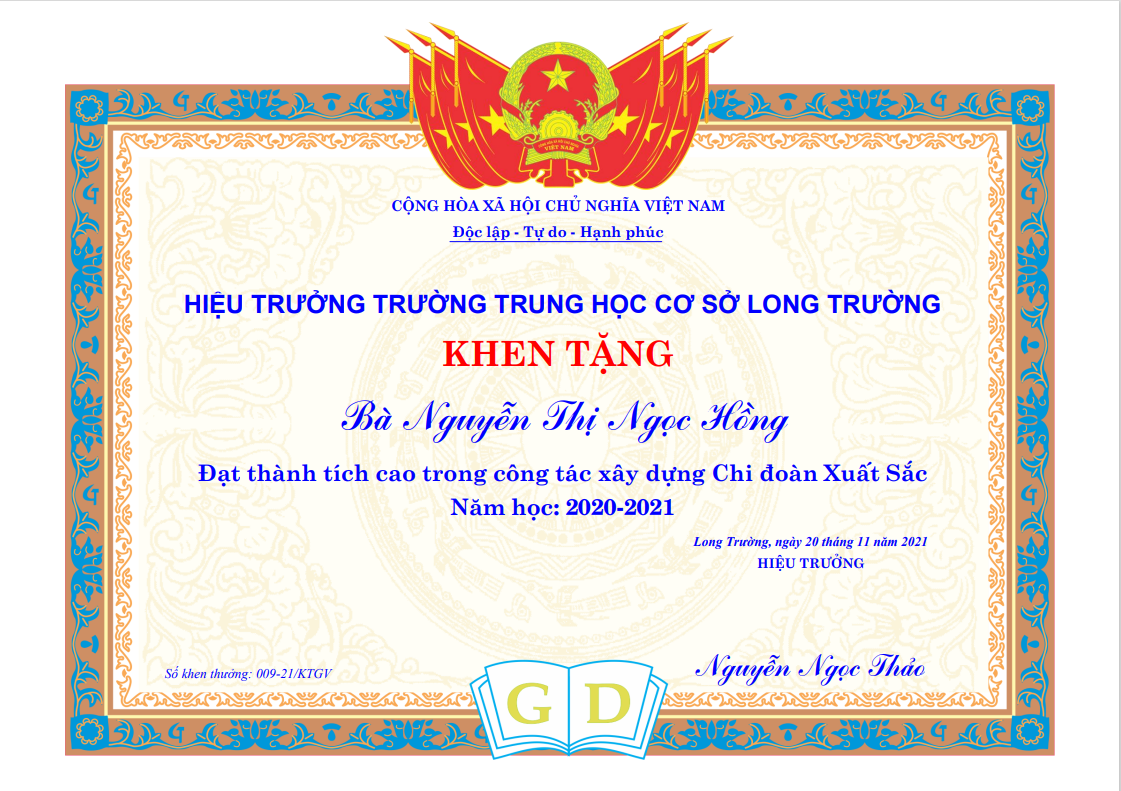 VIỆT NAM
CỘNG HÒA XÃ HỘI CHỦ NGHĨA VIỆT NAM
Độc lập - Tự do - Hạnh phúc
HIỆU TRƯỞNG TRƯỜNG TRUNG HỌC CƠ SỞ LONG TRƯỜNG
KHEN TẶNG
Bà Nguyễn Thị Ngọc Hồng
Đạt thành tích cao trong công tác xây dựng Chi đoàn Xuất Sắc
Năm học: 2020-2021
Long Trường, ngày 20 tháng 11 năm 2021
HIỆU TRƯỞNG
Nguyễn Ngọc Thảo
Số khen thưởng: 009-21/KTGV
G D